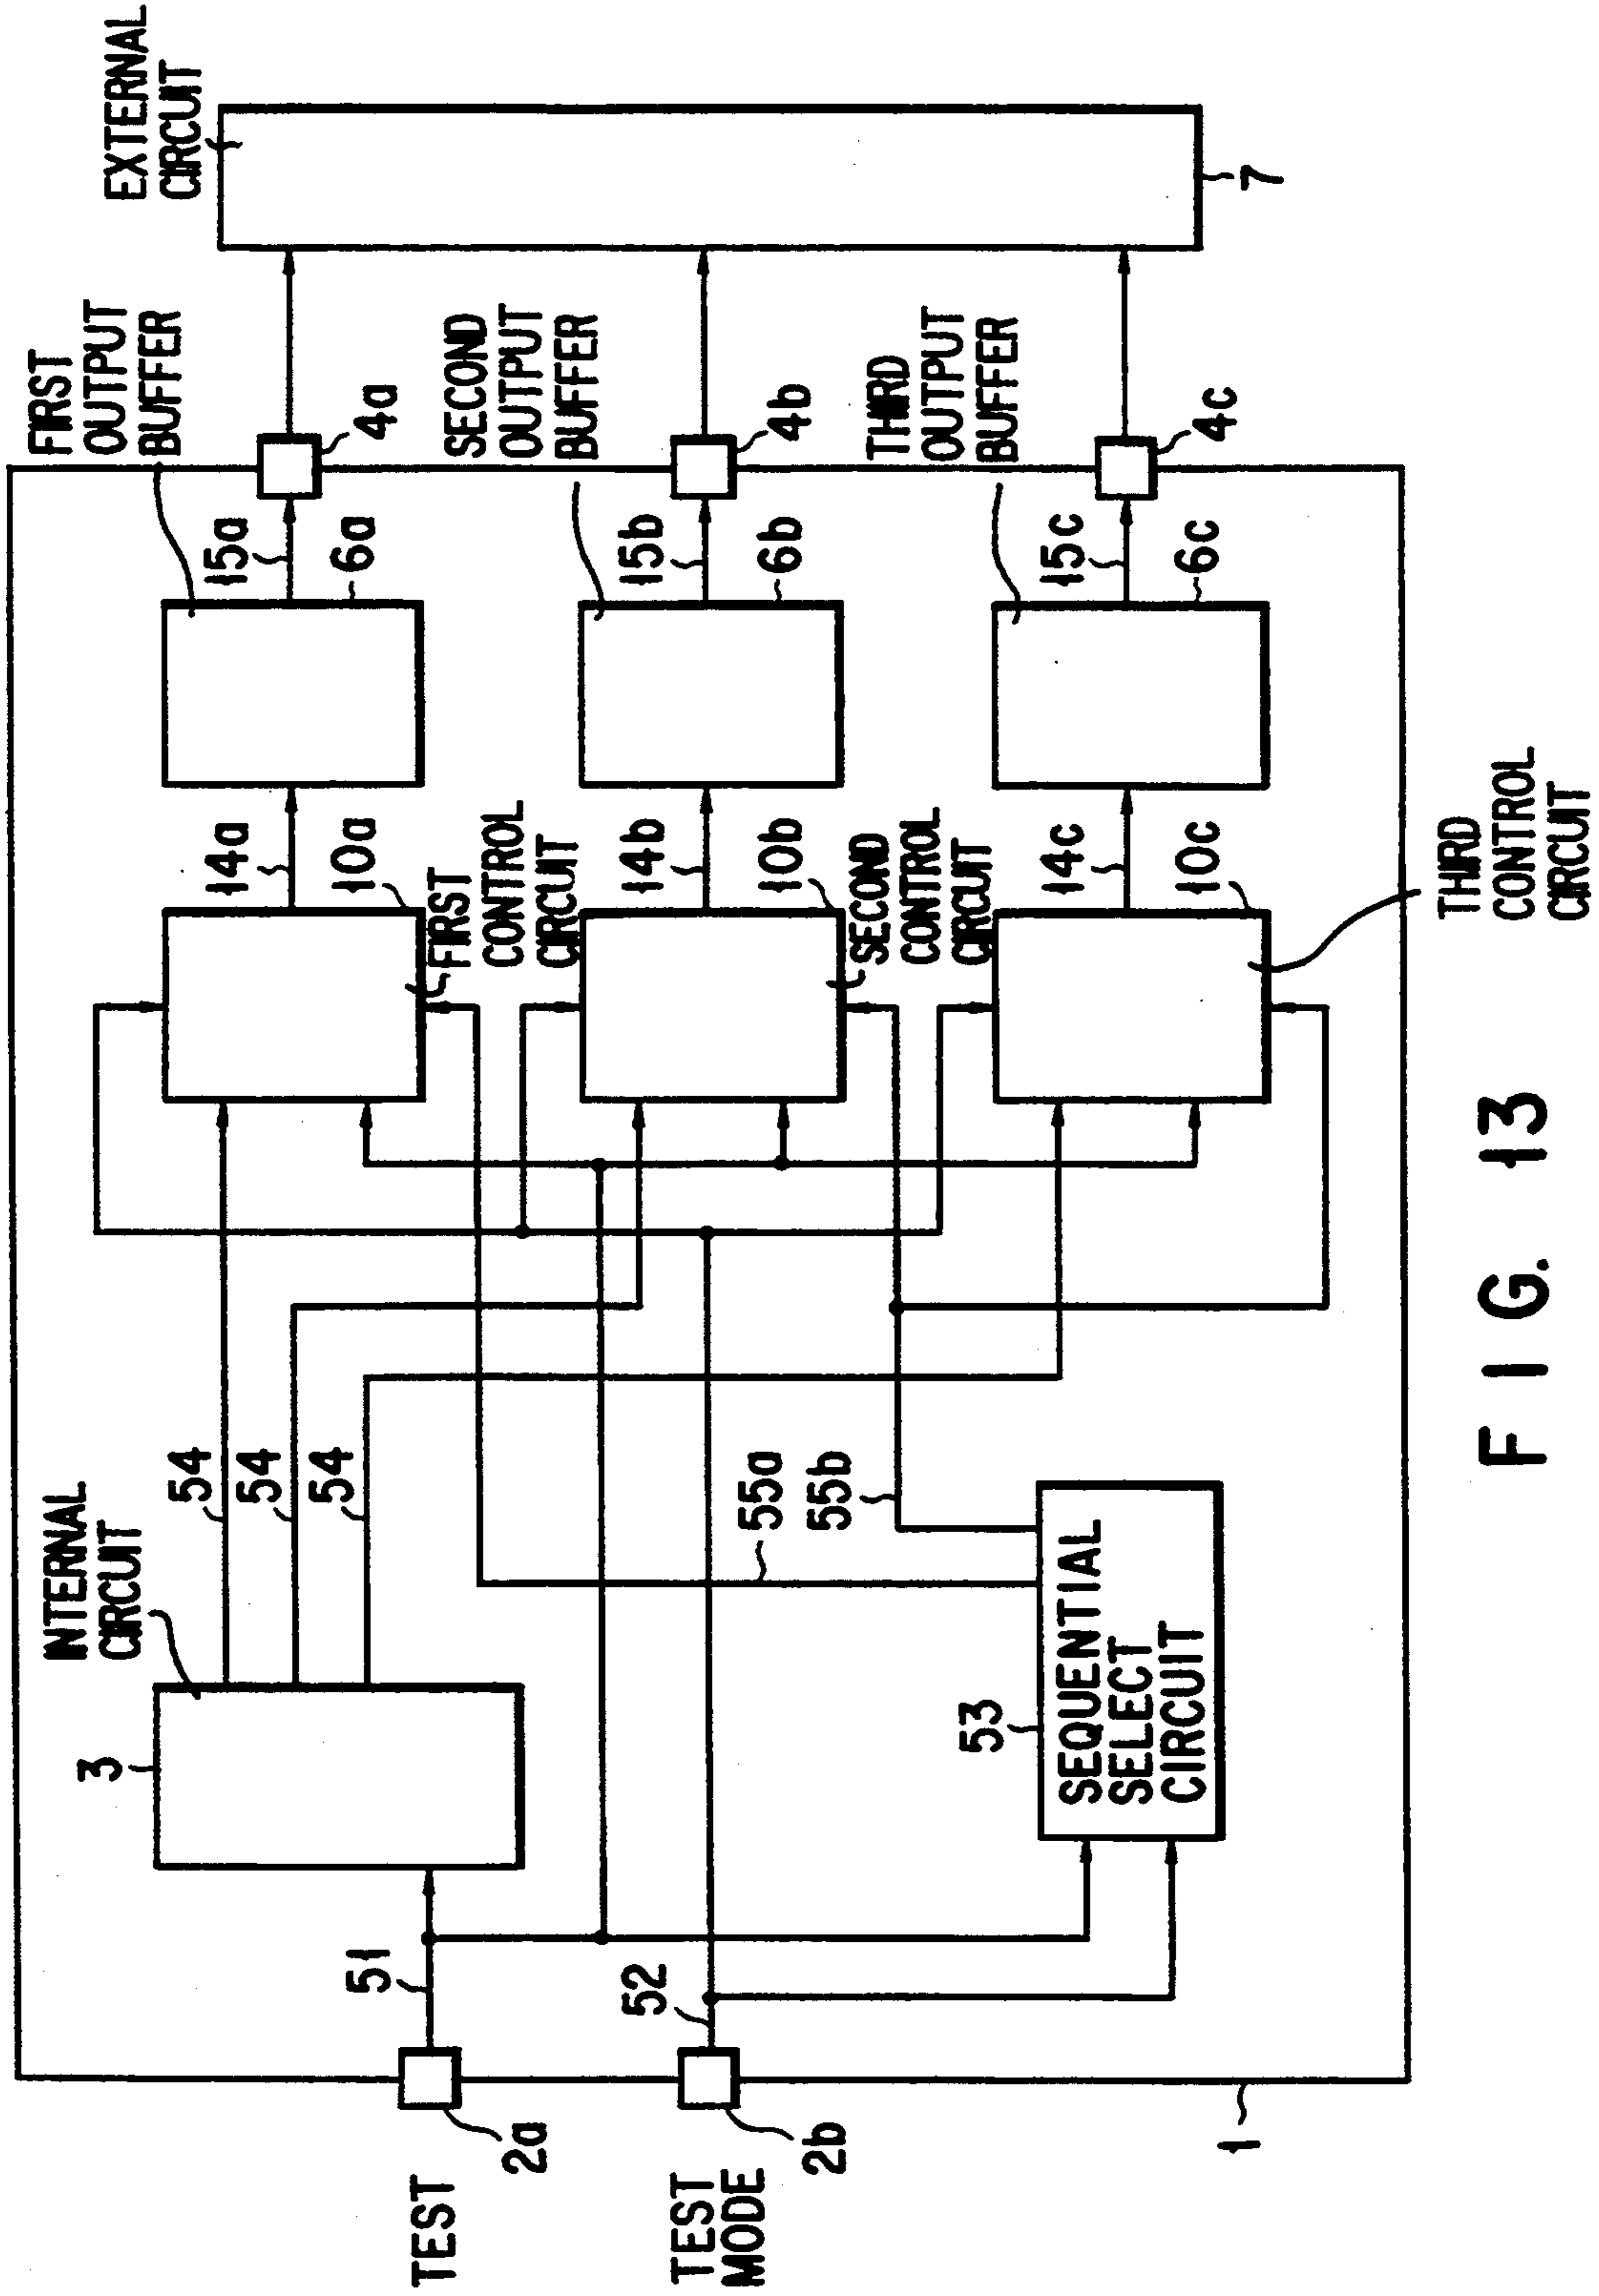 TEST
2a
TEST
MODE
2b
1
51
52
3
INTERNAL
CIRCUIT
54
54
54
55a
55b
53
SEQUENTIAL
SELECT
CIRCUIT
14a
10a
FIRST
CONTROL
CIRCUIT
14b
10b
SECOND
CONTROL
CIRCUIT
14c
10c
THIRD
CONTROL
CIRCUIT
FIRST
OUTPUT
BUFFER
15a
6a
4a
SECOND
OUTPUT
BUFFER
15b
6b
4b
THIRD
OUTPUT
BUFFER
15c
6c
4c
EXTERNAL
CIRCUIT
7
FIG. 13